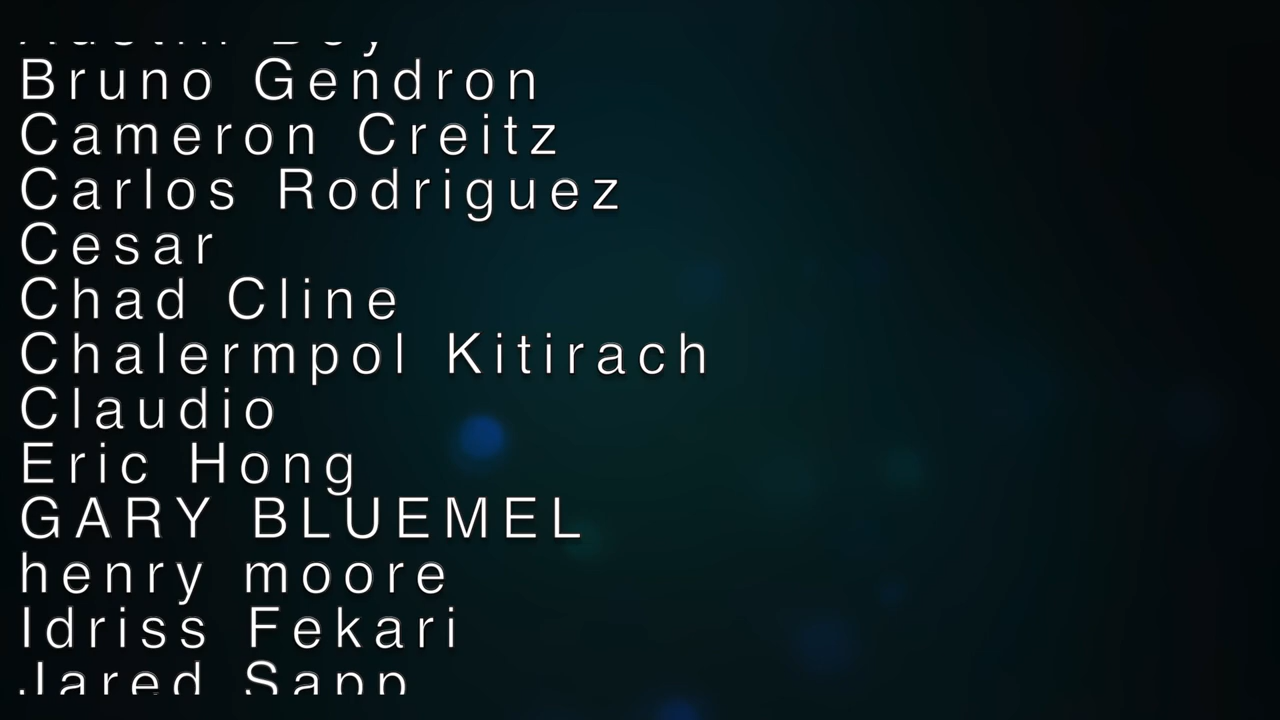 Bruno Gendron
Cameron Creitz
Carlos Rodriguez
Cesar
Chad Cline
Chalermpol Kitirach
Claudio
Eric Hong
GARY BLUEMEL
henry moore
Idriss Fekari
Jared Sapp